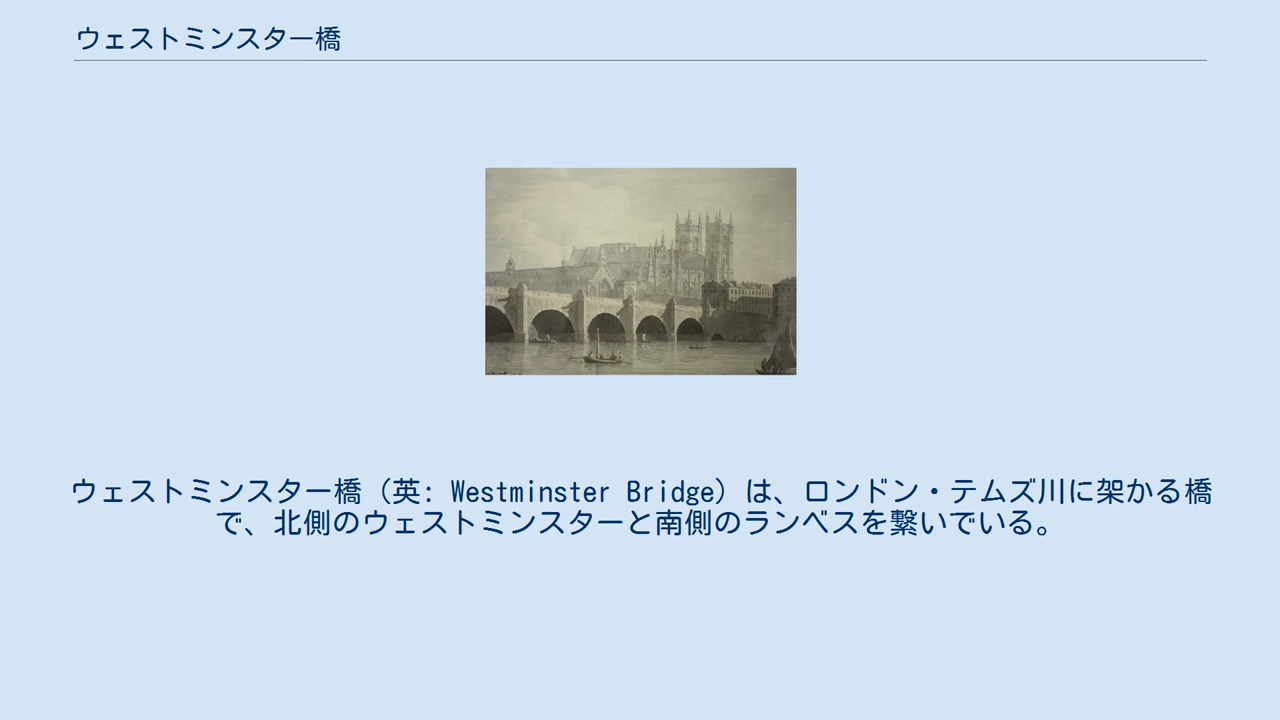 ウェストミンスター橋
ウェストミンスター橋（英: Westminster Bridge）は、ロンドン・テムズ川に架かる橋
で、北側のウェストミンスターと南側のランベスを繋いでいる。